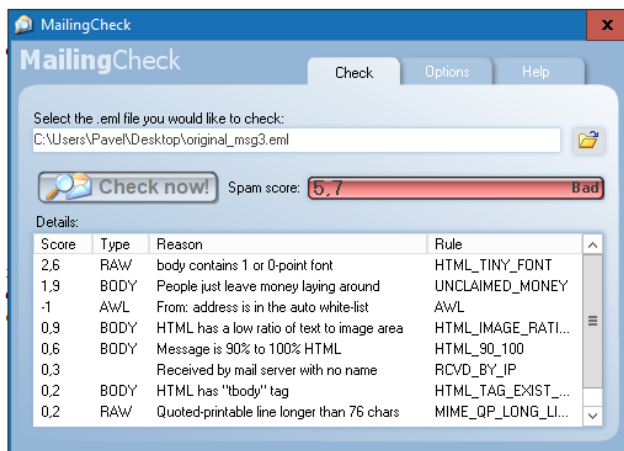 MailingCheck
MailingCheck
Check Options Help
Select the .eml file you would like to check:
C:\Users\Pavel\Desktop\original_msg3.eml
Check now! Spam score: 5,7 Bad
Details:
Score Type Reason Rule
2,6 RAW body contains 1 or 0-point font HTML_TINY_FONT
1,9 BODY People just leave money laying around UNCLAIMED_MONEY
-1 AWL From: address is in the auto white-list AWL
0,9 BODY HTML has a low ratio of text to image area HTML_IMAGE_RATI...
0,6 BODY Message is 90% to 100% HTML HTML_90_100
0,3 Received by mail server with no name RCVD_BY_IP
0,2 BODY HTML has "tbody" tag HTML_TAG_EXIST_...
0,2 RAW Quoted-printable line longer than 76 chars MIME_QP_LONG_LI...